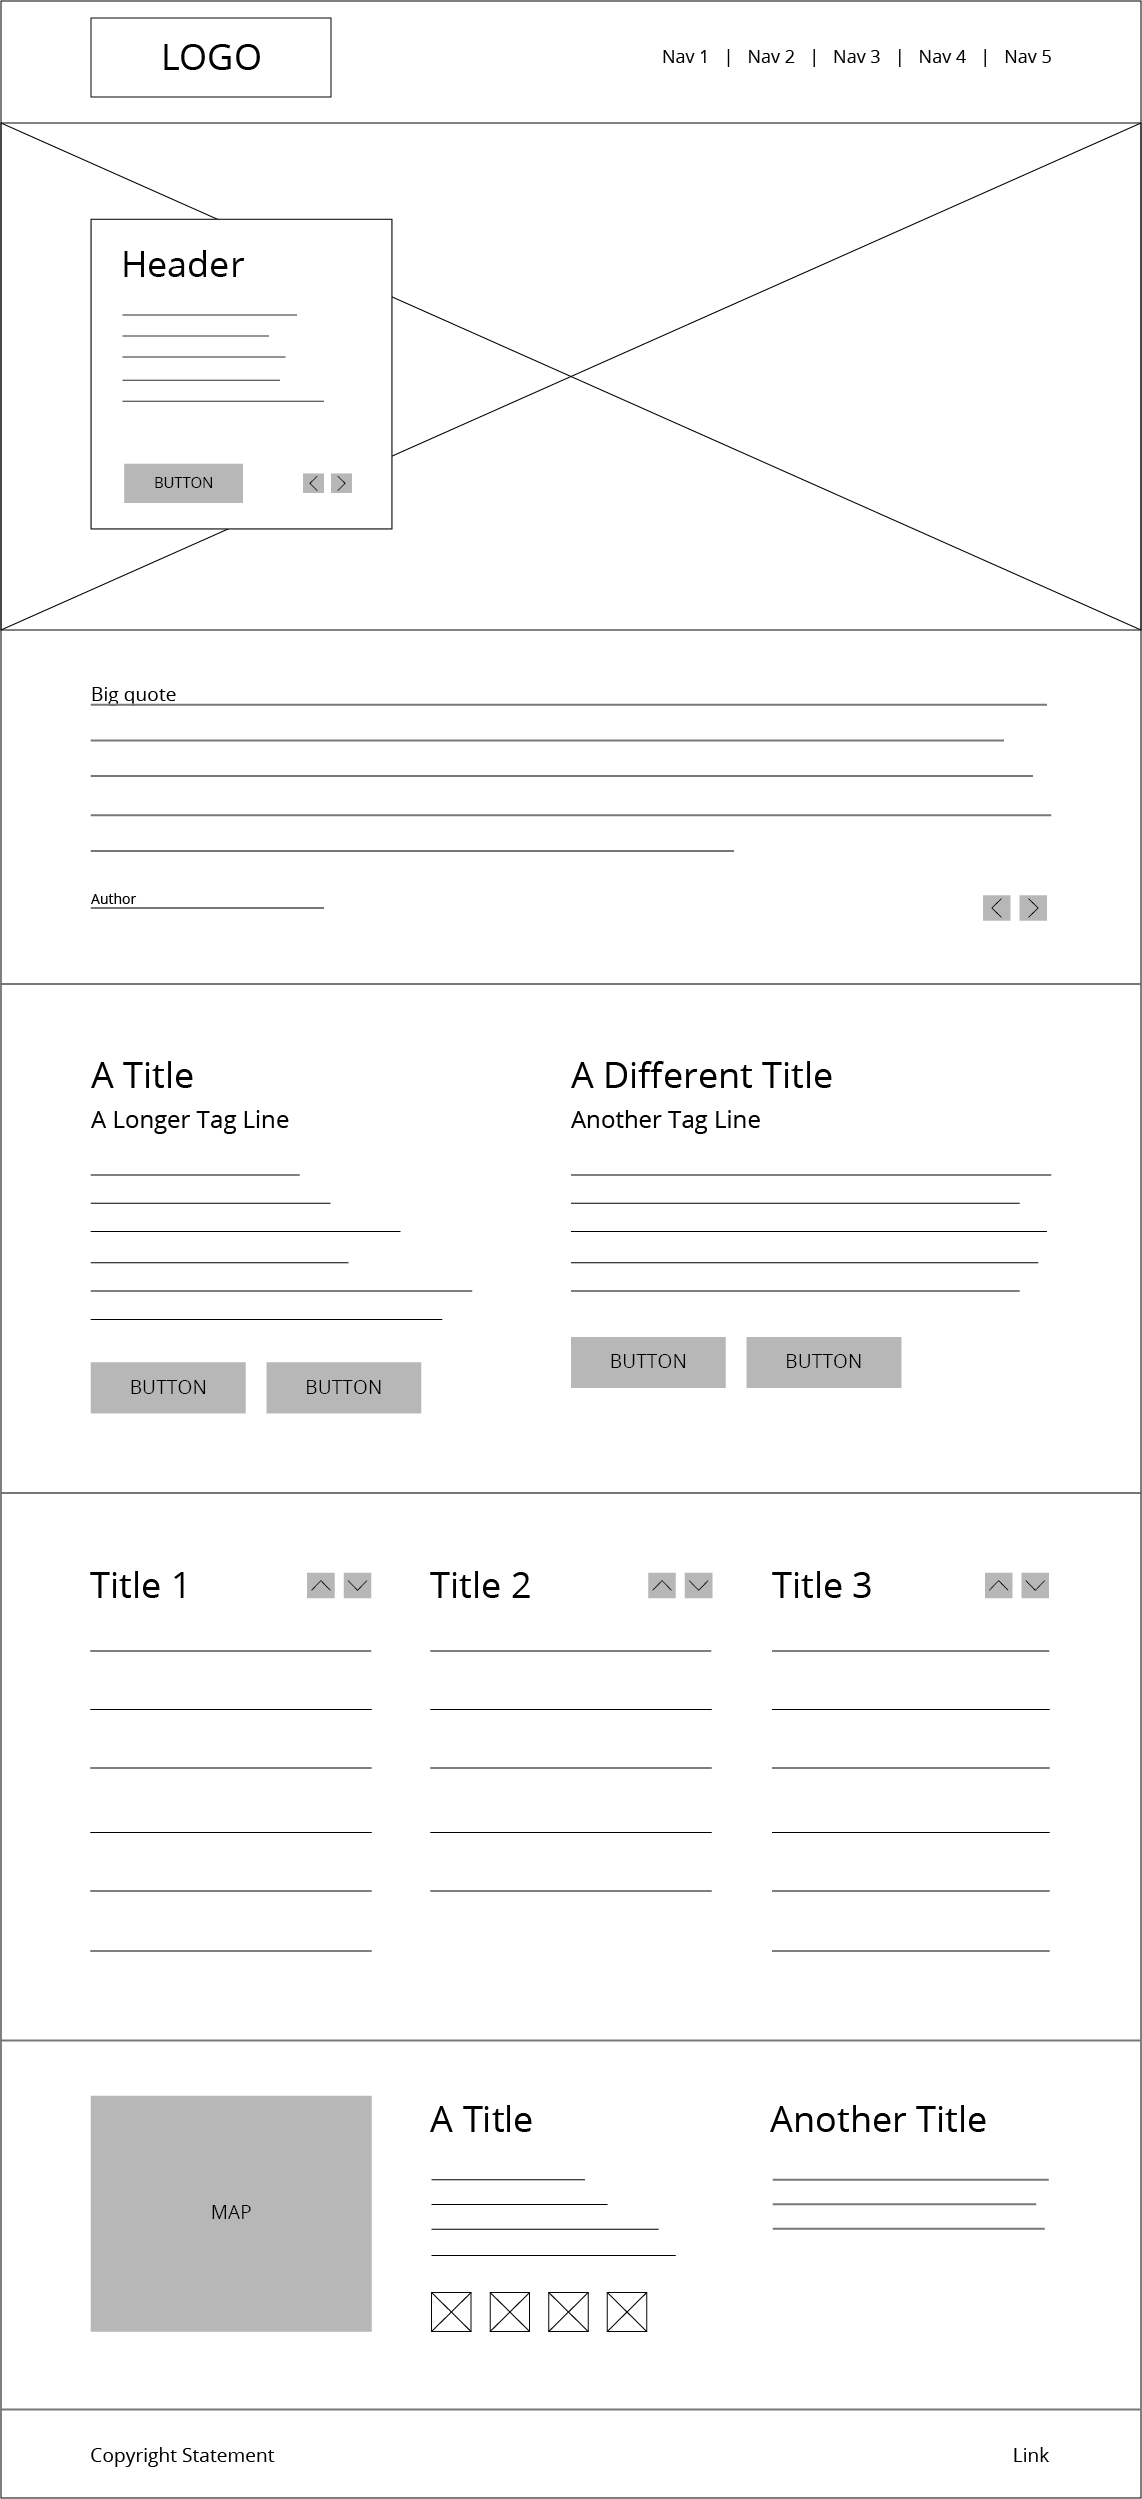 LOGO
Nav 1 | Nav 2 | Nav 3 | Nav 4 | Nav 5
Header
BUTTON
Big quote
Author
A Title
A Longer Tag Line
BUTTON BUTTON
A Different Title
Another Tag Line
BUTTON BUTTON
Title 1
Title 2
Title 3
MAP
A Title
Another Title
Copyright Statement
Link